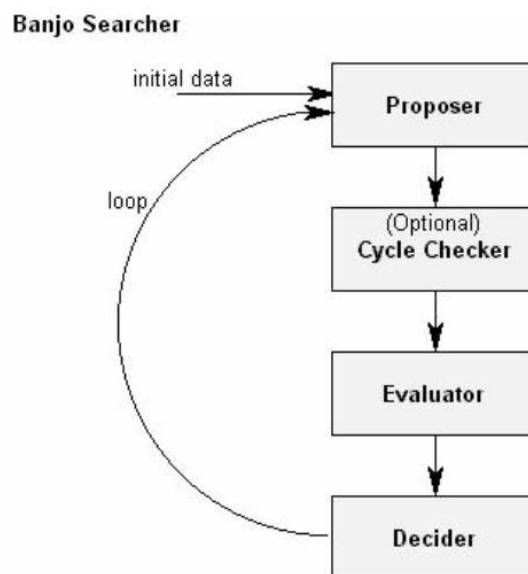 Banjo Searcher
initial data
Proposer
loop
(Optional)
Cycle Checker
Evaluator
Decider